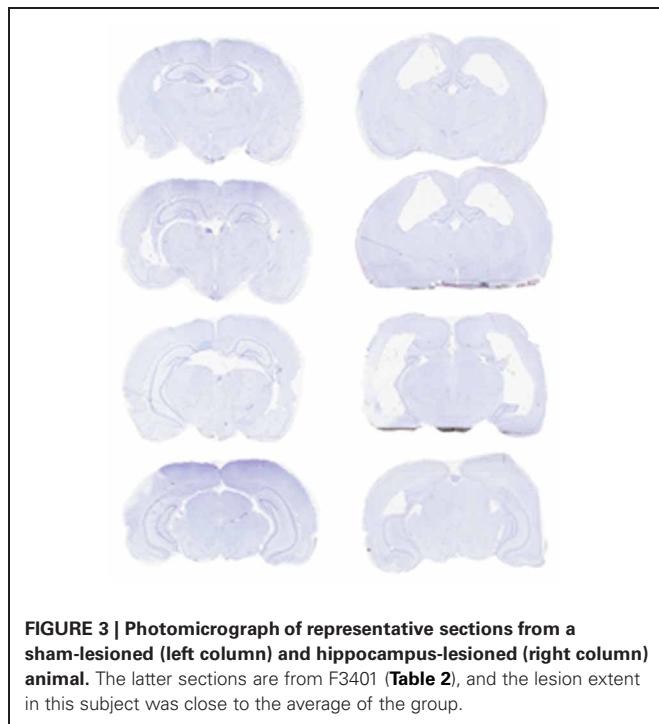 FIGURE 3 | Photomicrograph of representative sections from a
sham-lesioned (left column) and hippocampus-lesioned (right column)
animal. The latter sections are from F3401 (Table 2), and the lesion extent
in this subject was close to the average of the group.